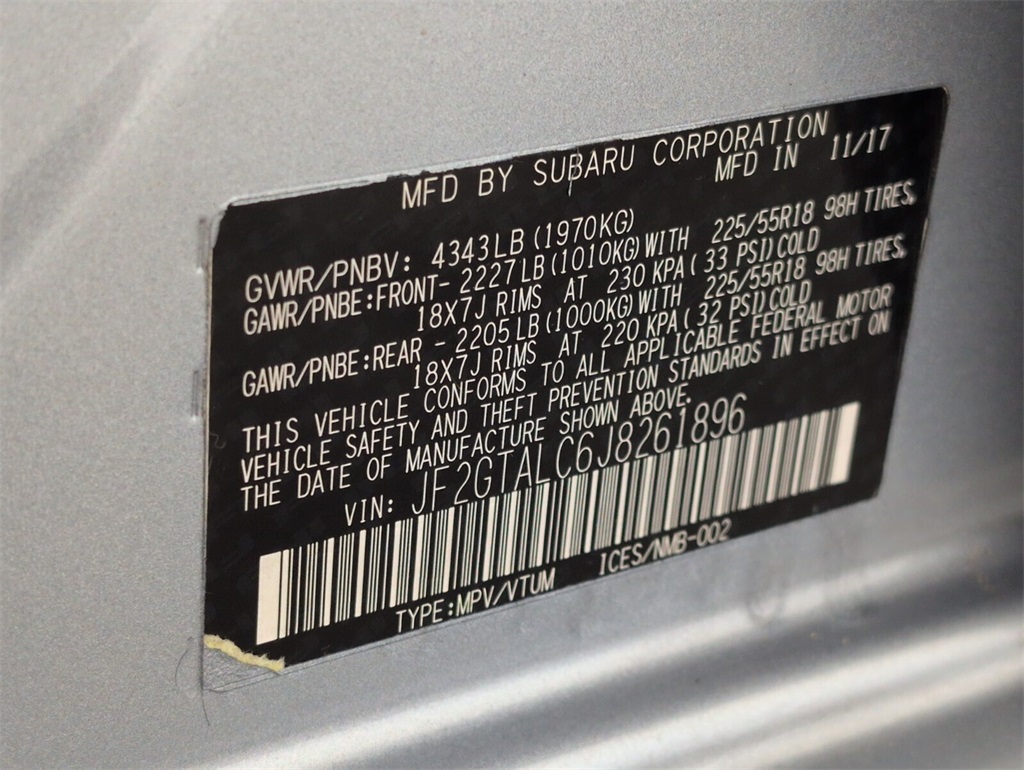 MFD BY SUBARU CORPORATION
MFD IN 11/17
GVWR/PNBV: 4343LB(1970KG)
GAWR/PNBE:FRONT- 2227LB(1010KG)WITH 225/55R18 98H TIRES,
18X7J RIMS AT 230 KPA( 33 PSI)COLD
GAWR/PNBE:REAR - 2205LB(1000KG)WITH 225/55R18 98H TIRES,
18X7J RIMS AT 220 KPA( 32 PSI)COLD
THIS VEHICLE CONFORMS TO ALL APPLICABLE FEDERAL MOTOR
VEHICLE SAFETY AND THEFT PREVENTION STANDARDS IN EFFECT ON
THE DATE OF MANUFACTURE SHOWN ABOVE.
VIN: JF2GTALC6J8261896
TYPE:MPV/VTUM ICES/NMB-002